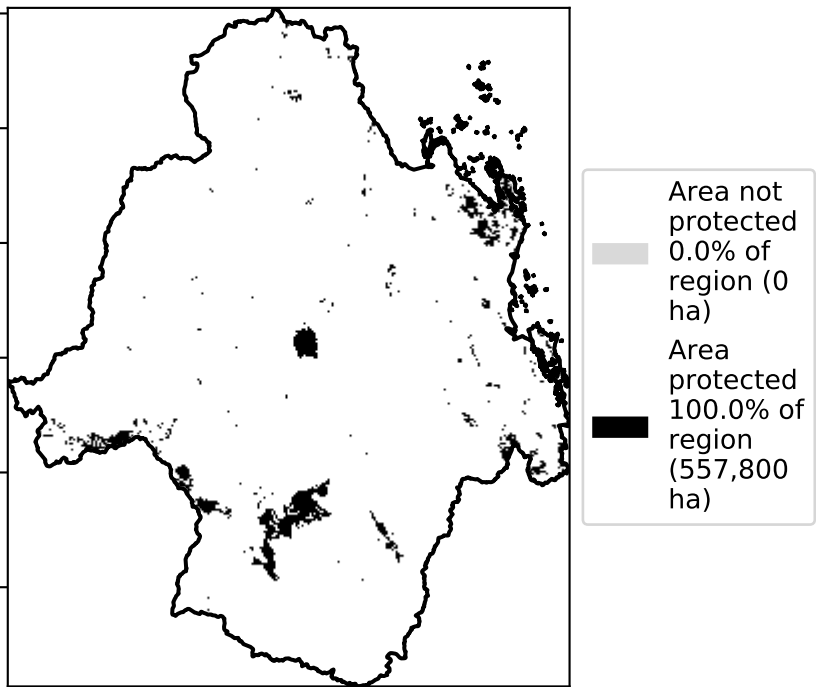 Area not
protected
0.0% of
region (0
ha)
Area
protected
100.0% of
region
(557,800
ha)